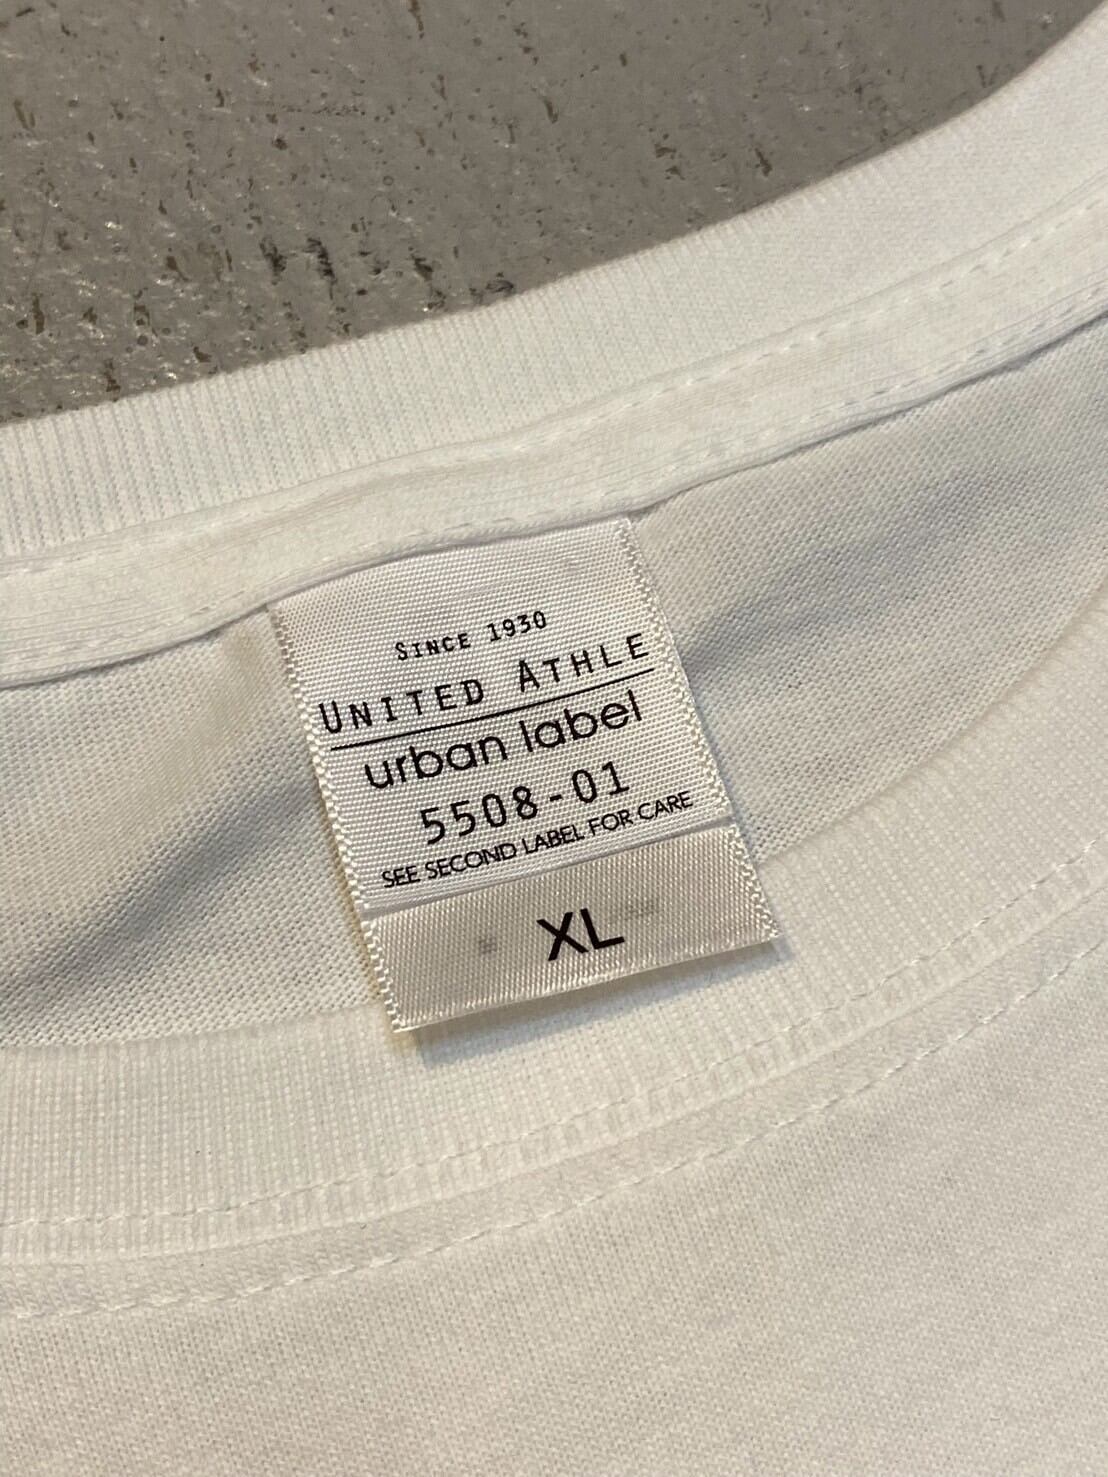 SINCE 1930
UNITED ATHLE
urban label
5508-01
SEE SECOND LABEL FOR CARE
XL